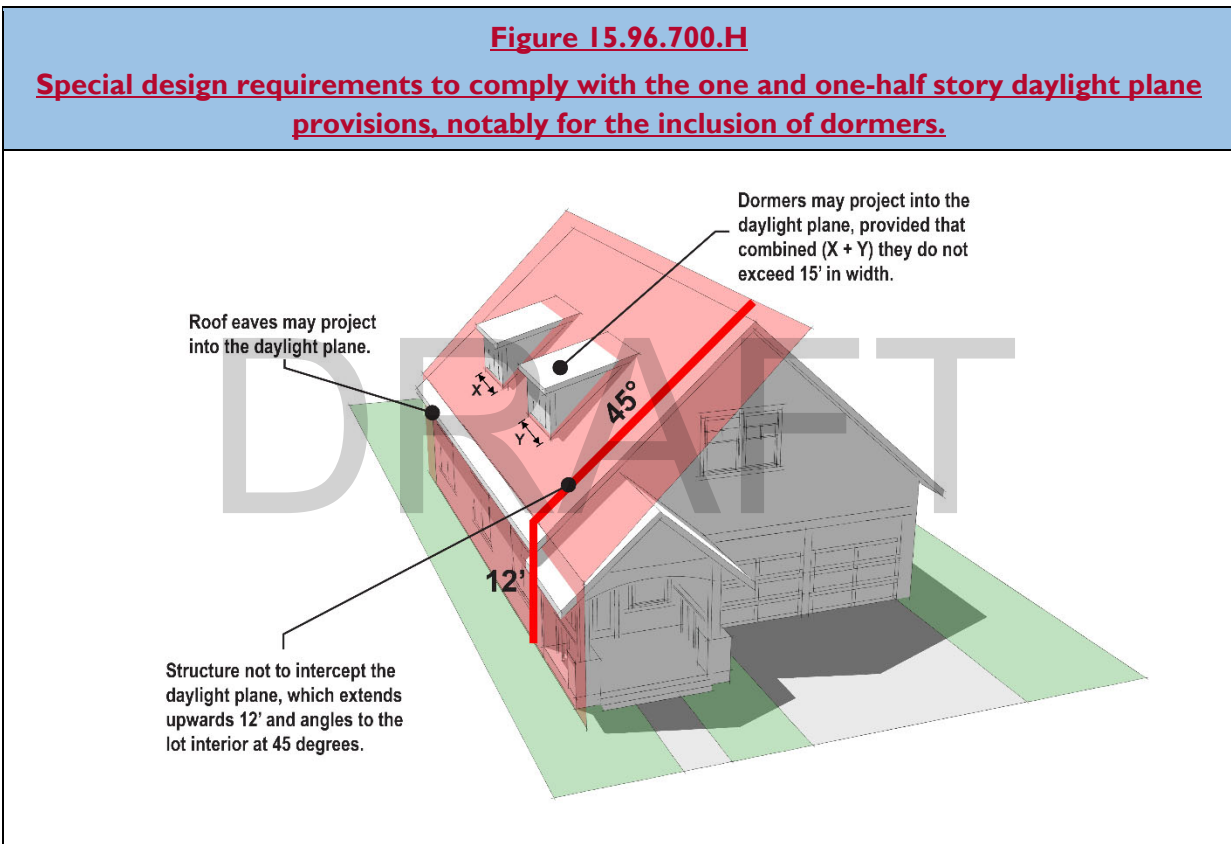 Figure 15.96.700.H
Special design requirements to comply with the one and one-half story daylight plane
provisions, notably for the inclusion of dormers.
Dormers may project into the
daylight plane, provided that
combined (X + Y) they do not
exceed 15' in width.
Roof eaves may project
into the daylight plane.
DRAFT
X
Y
45°
12'
Structure not to intercept the
daylight plane, which extends
upwards 12' and angles to the
lot interior at 45 degrees.